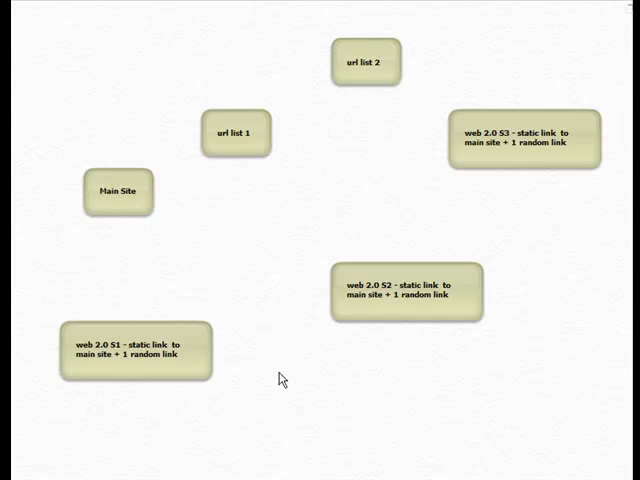 url list 2
url list 1
web 2.0 S3 - static link to
main site + 1 random link
Main Site
web 2.0 S2 - static link to
main site + 1 random link
web 2.0 S1 - static link to
main site + 1 random link